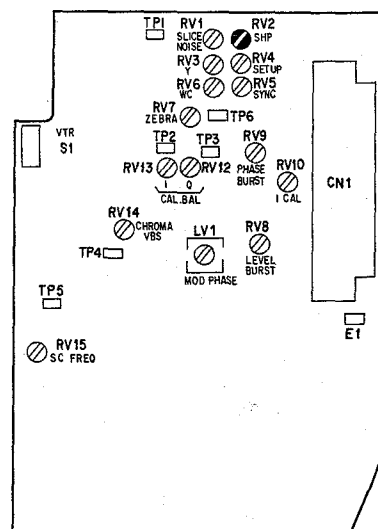 TP1
RV1
SLICE
NOISE
RV2
SHP
RV3
Y
RV4
SETUP
RV6
WC
RV5
SYNC
RV7
ZEBRA
TP6
VTR
S1
TP2
TP3
RV9
PHASE
BURST
RV13
RV12
I
Q
CAL.BAL
RV10
I CAL
CN1
RV14
CHROMA
VBS
TP4
LV1
MOD PHASE
RV8
LEVEL
BURST
TP5
E1
RV15
SC FREQ